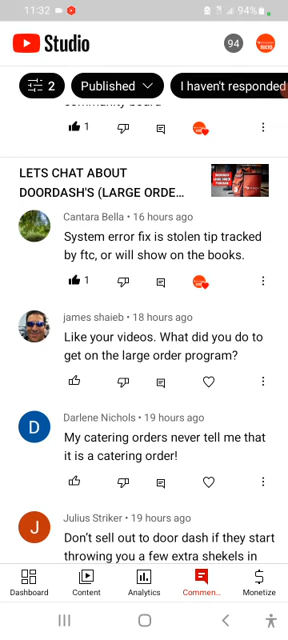 11:32
94%
Studio
94
2
Published
I haven't responded
community board
1
LETS CHAT ABOUT
DOORDASH'S (LARGE ORDE...
Cantara Bella • 16 hours ago
System error fix is stolen tip tracked
by ftc, or will show on the books.
1
james shaieb • 18 hours ago
Like your videos. What did you do to
get on the large order program?
D
Darlene Nichols • 19 hours ago
My catering orders never tell me that
it is a catering order!
J
Julius Striker • 19 hours ago
Don't sell out to door dash if they start
throwing you a few extra shekels in
Dashboard
Content
Analytics
Commen...
Monetize